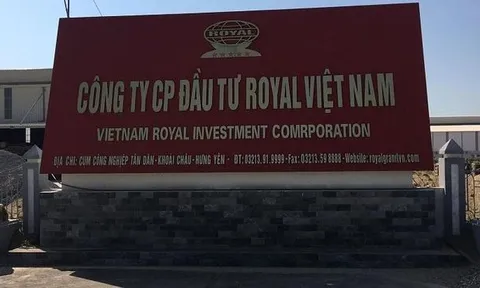 ROYAL
CÔNG TY CP ĐẦU TƯ ROYAL VIỆT NAM
VIETNAM ROYAL INVESTMENT COMRPORATION
ĐỊA CHỈ: CỤM CÔNG NGHIỆP TÂN DÂN - KHOÁI CHÂU - HƯNG YÊN - ĐT: 03213.91.9999 - Fax: 03213.59 8888 - Website: royalgranivn.com